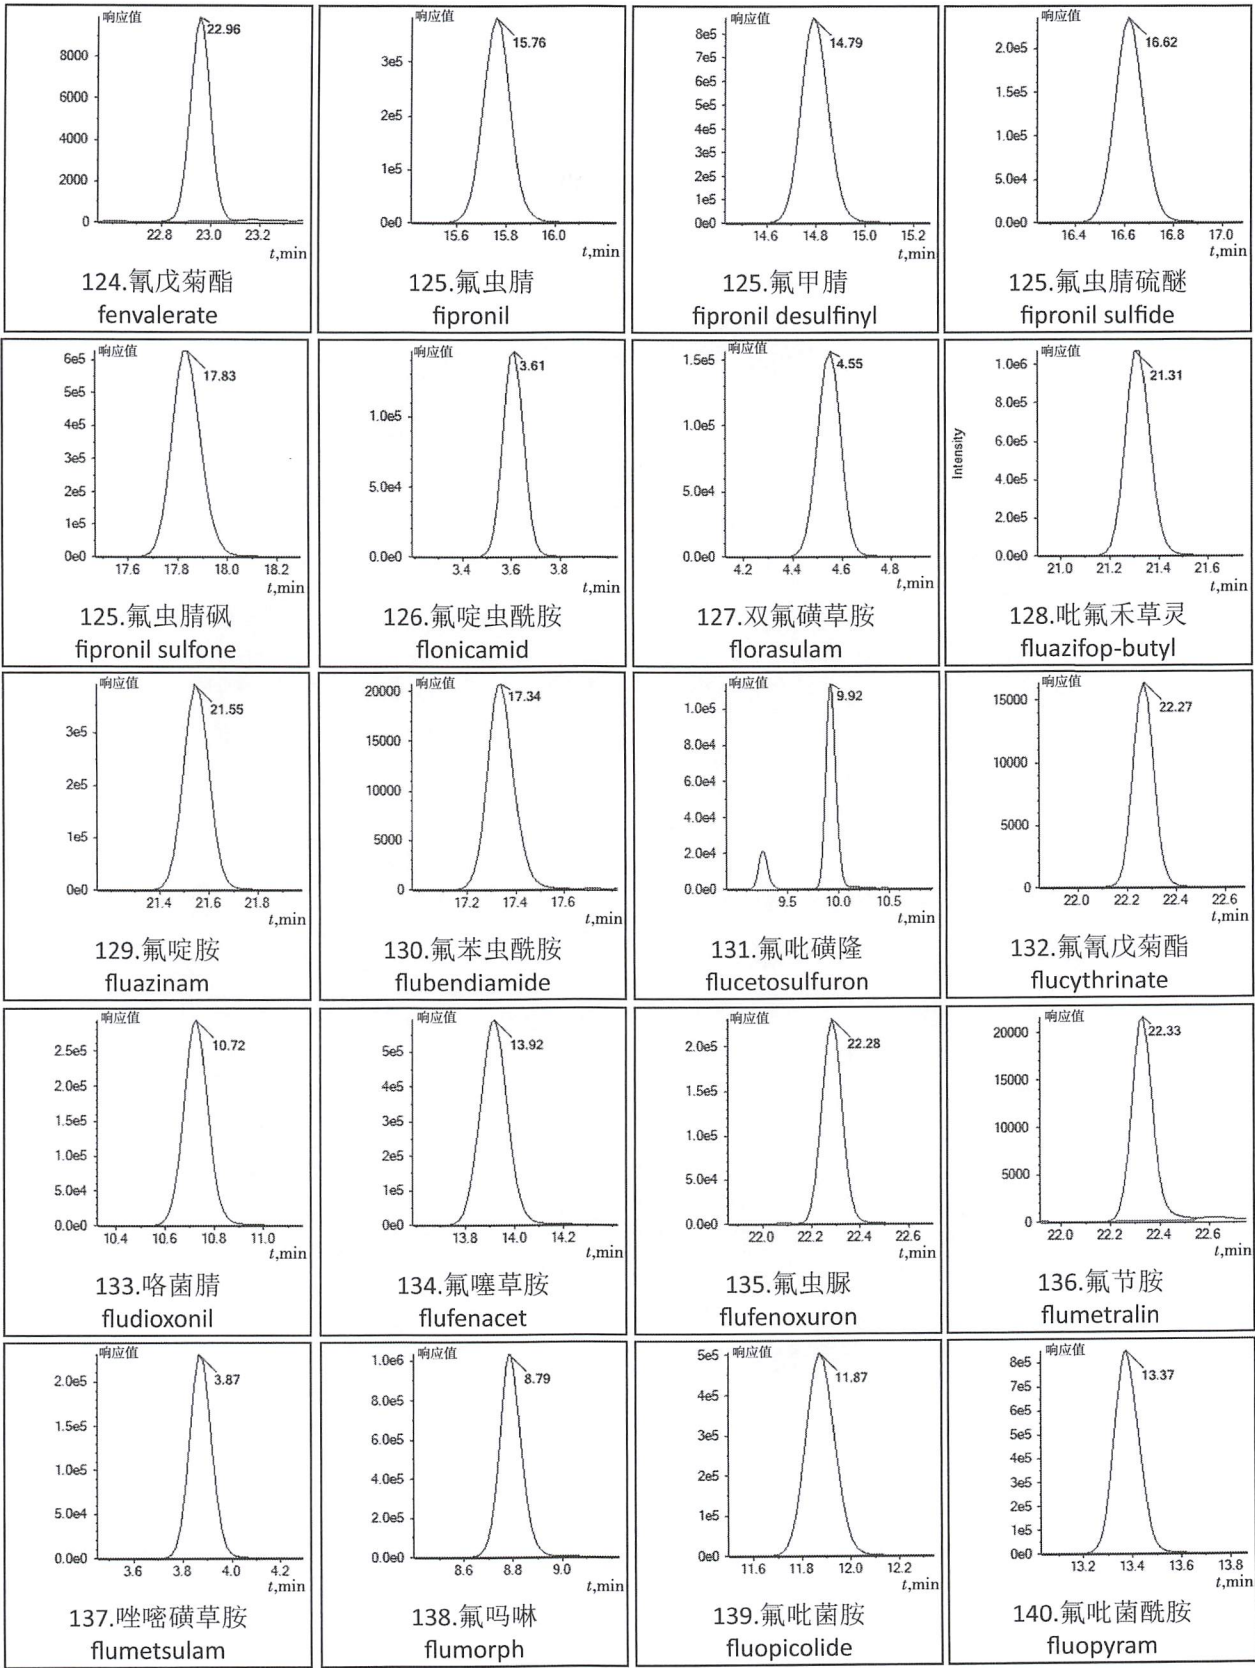 响应值
22.96
8000
6000
4000
2000
0
22.8 23.0 23.2
t,min
124.氰戊菊酯
fenvalerate
响应值
15.76
3e5
2e5
1e5
0e0
15.6 15.8 16.0
t,min
125.氟虫腈
fipronil
响应值
14.79
8e5
7e5
6e5
5e5
4e5
3e5
2e5
1e5
0e0
14.6 14.8 15.0 15.2
t,min
125.氟甲腈
fipronil desulfinyl
响应值
16.62
2.0e5
1.5e5
1.0e5
5.0e4
0.0e0
16.4 16.6 16.8 17.0
t,min
125.氟虫腈硫醚
fipronil sulfide
响应值
17.83
6e5
5e5
4e5
3e5
2e5
1e5
0e0
17.6 17.8 18.0 18.2
t,min
125.氟虫腈砜
fipronil sulfone
响应值
3.61
1.0e5
5.0e4
0.0e0
3.4 3.6 3.8
t,min
126.氟啶虫酰胺
flonicamid
响应值
4.55
1.5e5
1.0e5
5.0e4
0.0e0
4.2 4.4 4.6 4.8
t,min
127.双氟磺草胺
florasulam
响应值
21.31
1.0e6
8.0e5
6.0e5
4.0e5
2.0e5
0.0e0
Intensity
21.0 21.2 21.4 21.6
t,min
128.吡氟禾草灵
fluazifop-butyl
响应值
21.55
3e5
2e5
1e5
0e0
21.4 21.6 21.8
t,min
129.氟啶胺
fluazinam
响应值
17.34
20000
15000
10000
5000
0
17.2 17.4 17.6
t,min
130.氟苯虫酰胺
flubendiamide
响应值
9.92
1.0e5
8.0e4
6.0e4
4.0e4
2.0e4
0.0e0
9.5 10.0 10.5
t,min
131.氟吡磺隆
flucetosulfuron
响应值
22.27
15000
10000
5000
0
22.0 22.2 22.4 22.6
t,min
132.氟氰戊菊酯
flucythrinate
响应值
10.72
2.5e5
2.0e5
1.5e5
1.0e5
5.0e4
0.0e0
10.4 10.6 10.8 11.0
t,min
133.咯菌腈
fludioxonil
响应值
13.92
5e5
4e5
3e5
2e5
1e5
0e0
13.8 14.0 14.2
t,min
134.氟噻草胺
flufenacet
响应值
22.28
2.0e5
1.5e5
1.0e5
5.0e4
0.0e0
22.0 22.2 22.4 22.6
t,min
135.氟虫脲
flufenoxuron
响应值
22.33
20000
15000
10000
5000
0
22.0 22.2 22.4 22.6
t,min
136.氟节胺
flumetralin
响应值
3.87
2.0e5
1.5e5
1.0e5
5.0e4
0.0e0
3.6 3.8 4.0 4.2
t,min
137.唑嘧磺草胺
flumetsulam
响应值
8.79
1.0e6
8.0e5
6.0e5
4.0e5
2.0e5
0.0e0
8.6 8.8 9.0
t,min
138.氟吗啉
flumorph
响应值
11.87
5e5
4e5
3e5
2e5
1e5
0e0
11.6 11.8 12.0 12.2
t,min
139.氟吡菌胺
fluopicolide
响应值
13.37
8e5
7e5
6e5
5e5
4e5
3e5
2e5
1e5
0e0
13.2 13.4 13.6 13.8
t,min
140.氟吡菌酰胺
fluopyram